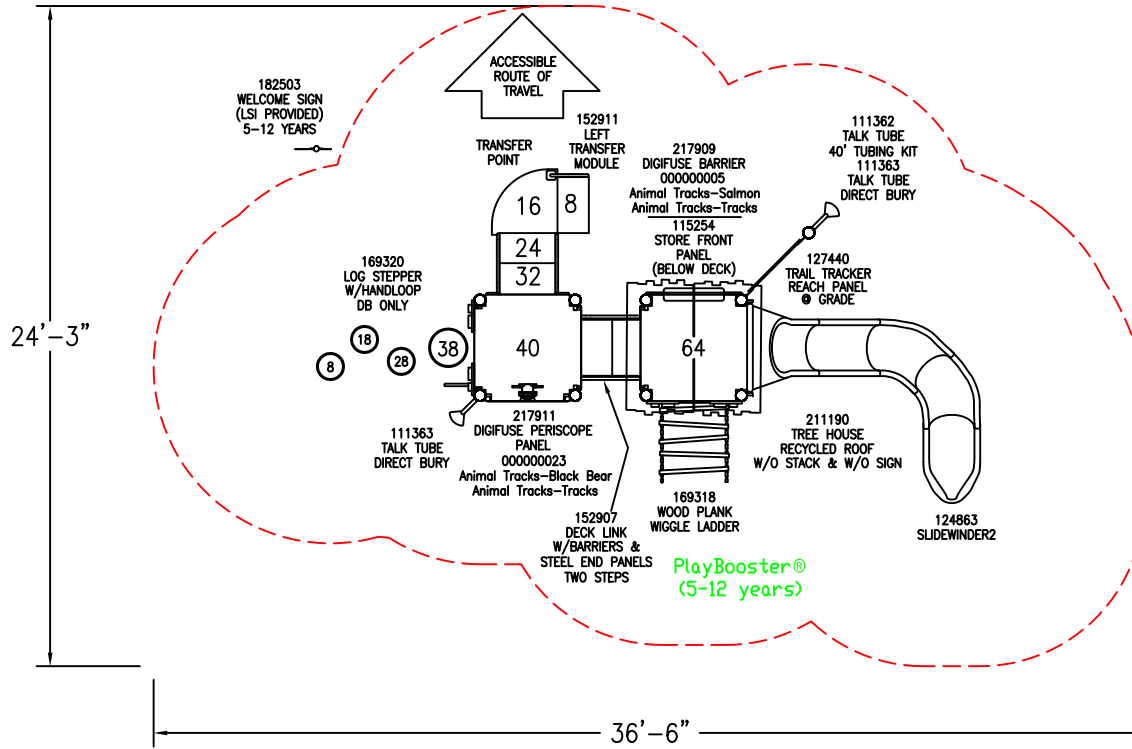 ACCESSIBLE
ROUTE OF
TRAVEL
182503
WELCOME SIGN
(LSI PROVIDED)
5-12 YEARS
TRANSFER
POINT
152911
LEFT
TRANSFER
MODULE
217909
DIGIFUSE BARRIER
000000005
Animal Tracks-Salmon
Animal Tracks-Tracks
115254
STORE FRONT
PANEL
(BELOW DECK)
111362
TALK TUBE
40' TUBING KIT
111363
TALK TUBE
DIRECT BURY
127440
TRAIL TRACKER
REACH PANEL
@ GRADE
169320
LOG STEPPER
W/HANDLOOP
DB ONLY
16
8
24
32
24'-3"
8
18
28
38
40
64
111363
TALK TUBE
DIRECT BURY
217911
DIGIFUSE PERISCOPE
PANEL
000000023
Animal Tracks-Black Bear
Animal Tracks-Tracks
152907
DECK LINK
W/BARRIERS &
STEEL END PANELS
TWO STEPS
169318
WOOD PLANK
WIGGLE LADDER
211190
TREE HOUSE
RECYCLED ROOF
W/O STACK & W/O SIGN
124863
SLIDEWINDER2
PlayBooster®
(5-12 years)
36'-6"